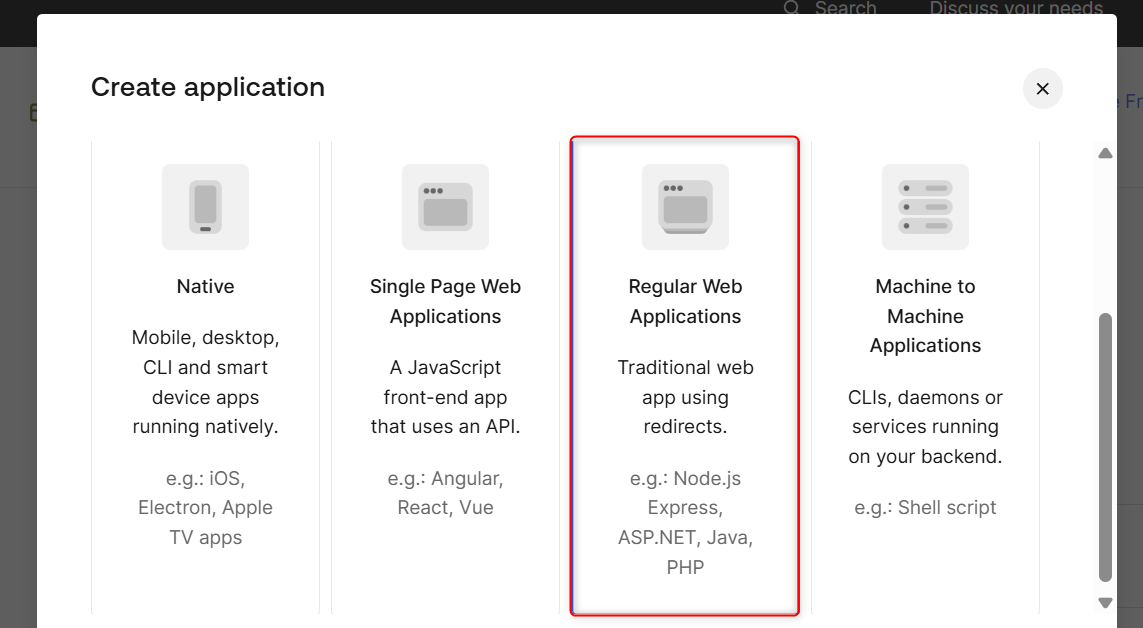 Search
Discuss your needs
Create application
Fr
Native
Mobile, desktop,
CLI and smart
device apps
running natively.
e.g.: iOS,
Electron, Apple
TV apps
Single Page Web
Applications
A JavaScript
front-end app
that uses an API.
e.g.: Angular,
React, Vue
Regular Web
Applications
Traditional web
app using
redirects.
e.g.: Node.js
Express,
ASP.NET, Java,
PHP
Machine to
Machine
Applications
CLIs, daemons or
services running
on your backend.
e.g.: Shell script